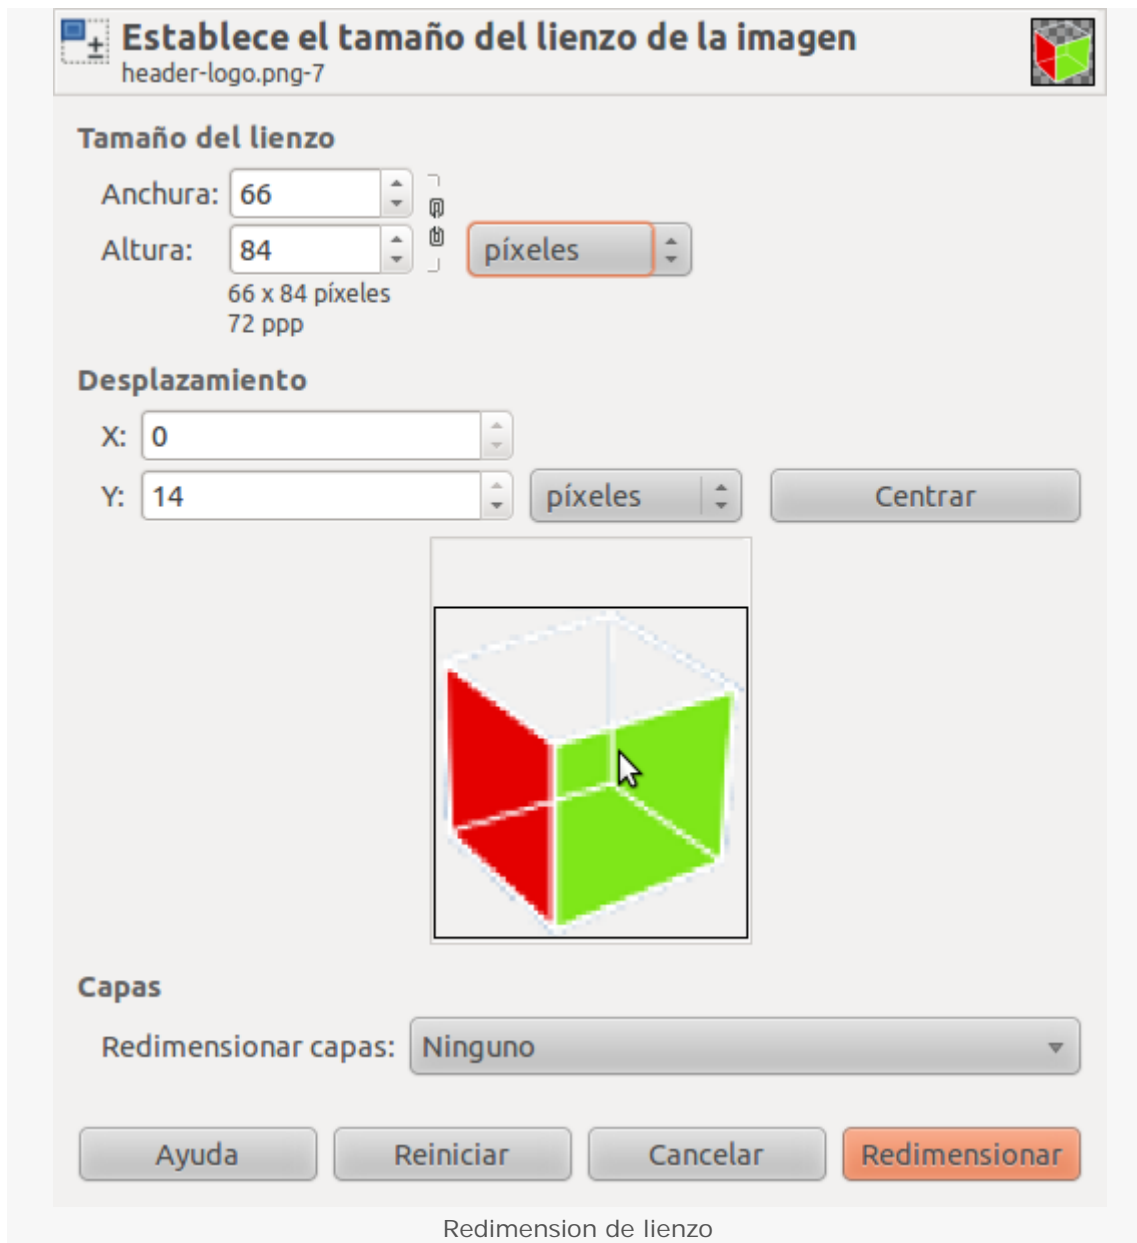 Establece el tamaño del lienzo de la imagen
header-logo.png-7
Tamaño del lienzo
Anchura: 66
Altura: 84 píxeles
66 x 84 píxeles
72 ppp
Desplazamiento
X: 0
Y: 14 píxeles Centrar
Capas
Redimensionar capas: Ninguno
Ayuda Reiniciar Cancelar Redimensionar
Redimension de lienzo